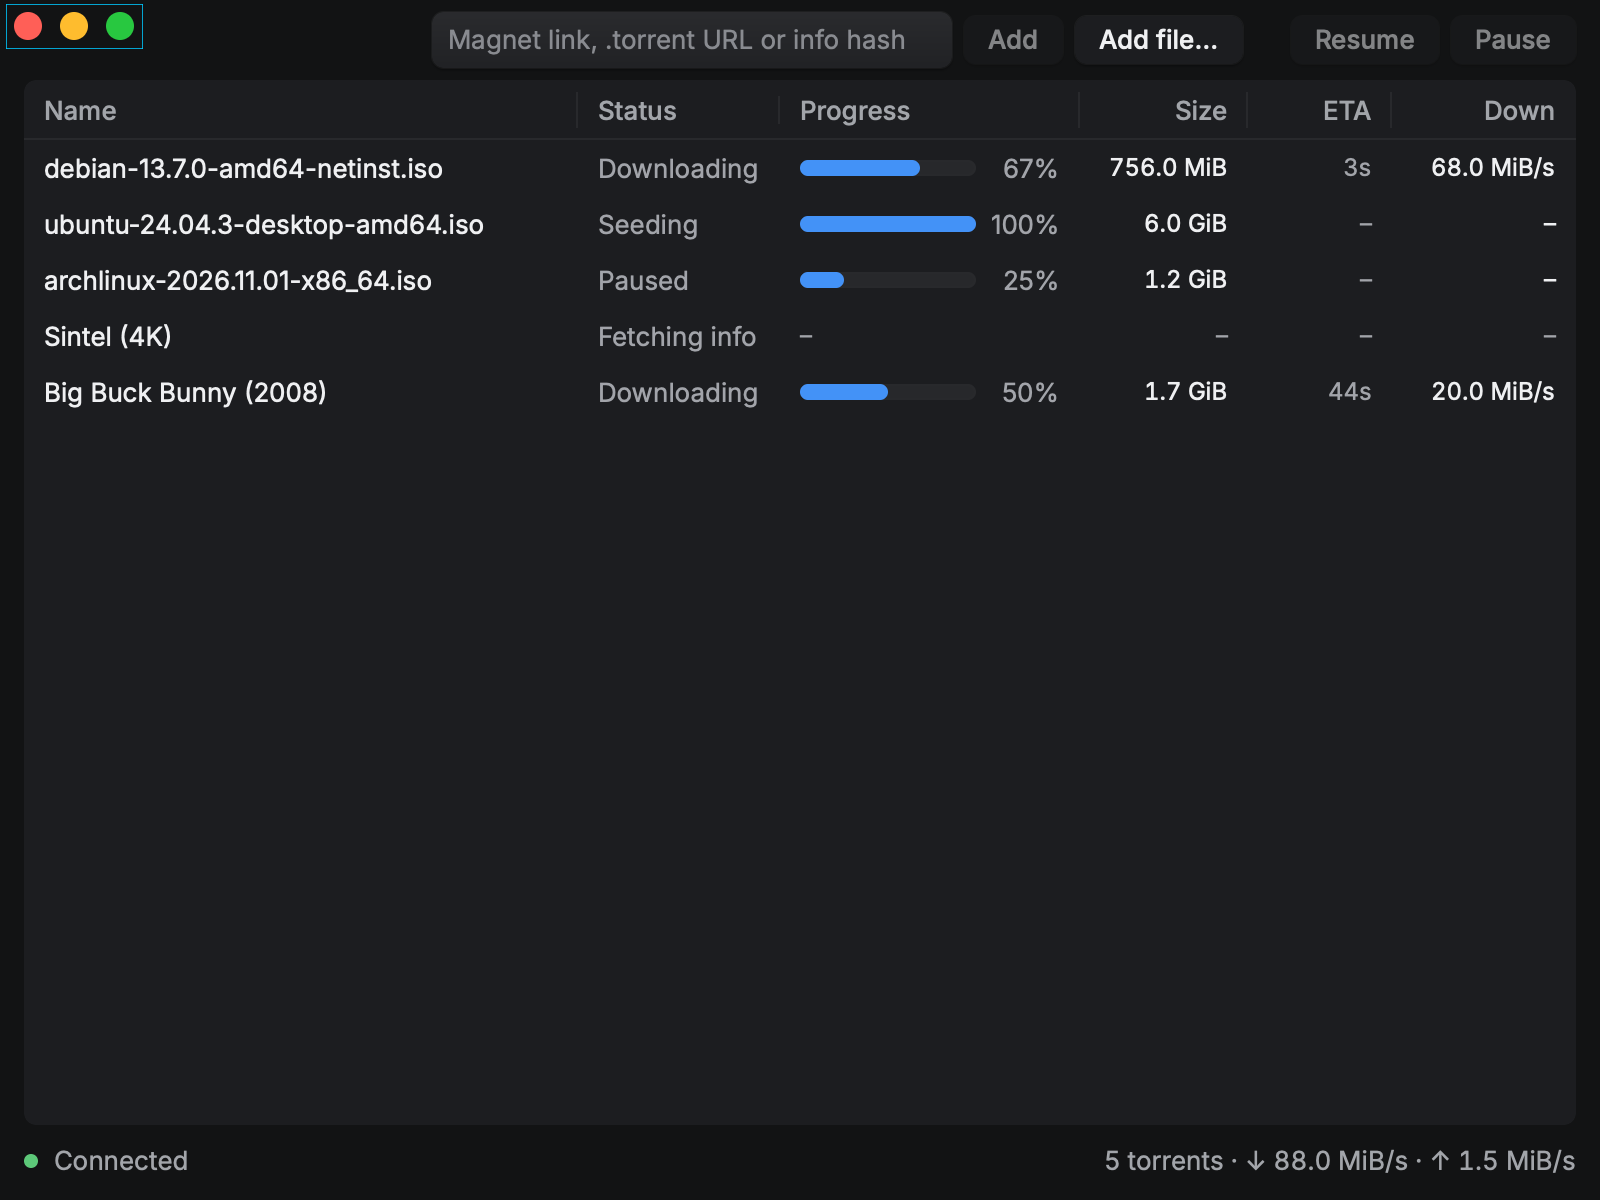 Magnet link, .torrent URL or info hash Add Add file... Resume Pause
Name Status Progress Size ETA Down
debian-13.7.0-amd64-netinst.iso Downloading 67% 756.0 MiB 3s 68.0 MiB/s
ubuntu-24.04.3-desktop-amd64.iso Seeding 100% 6.0 GiB – –
archlinux-2026.11.01-x86_64.iso Paused 25% 1.2 GiB – –
Sintel (4K) Fetching info – – – –
Big Buck Bunny (2008) Downloading 50% 1.7 GiB 44s 20.0 MiB/s
Connected 5 torrents · ↓ 88.0 MiB/s · ↑ 1.5 MiB/s